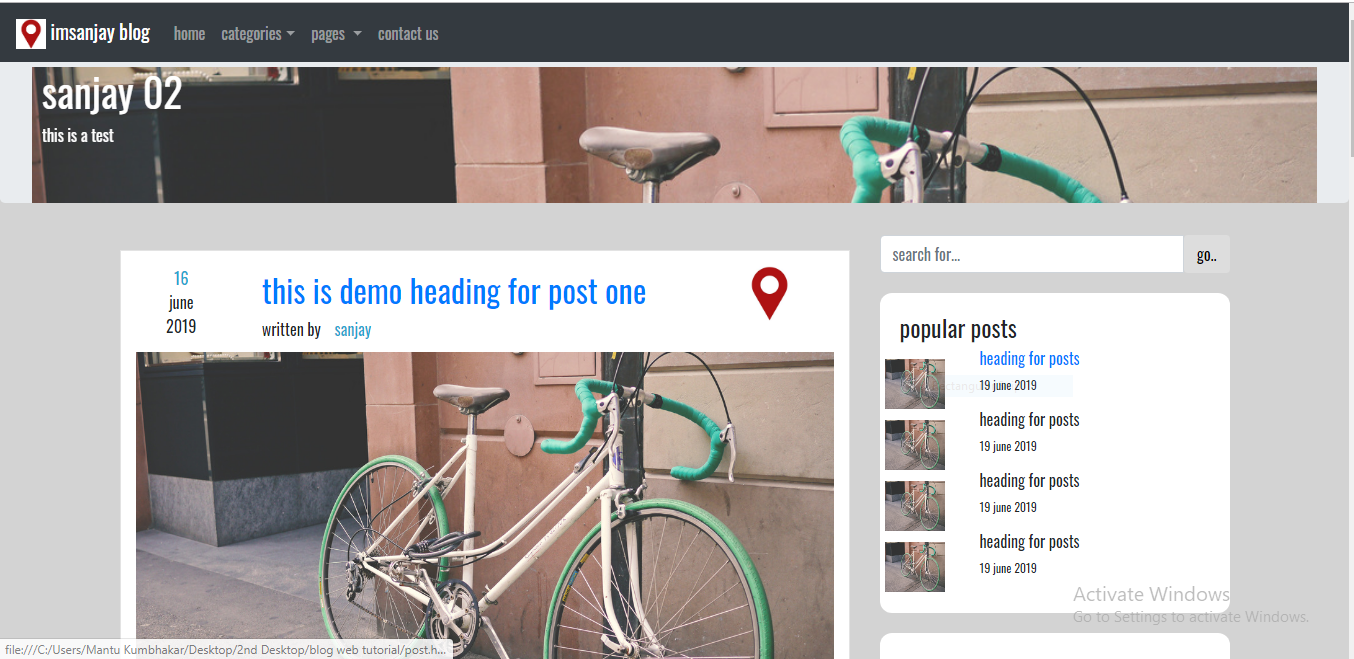 imsanjay blog home categories pages contact us
sanjay 02
this is a test
16
june
2019
this is demo heading for post one
written by sanjay
search for...
go..
popular posts
heading for posts
19 june 2019
heading for posts
19 june 2019
heading for posts
19 june 2019
heading for posts
19 june 2019
Activate Windows
Go to Settings to activate Windows.
file:///C:/Users/Mantu Kumbhakar/Desktop/2nd Desktop/blog web tutorial/post.h...